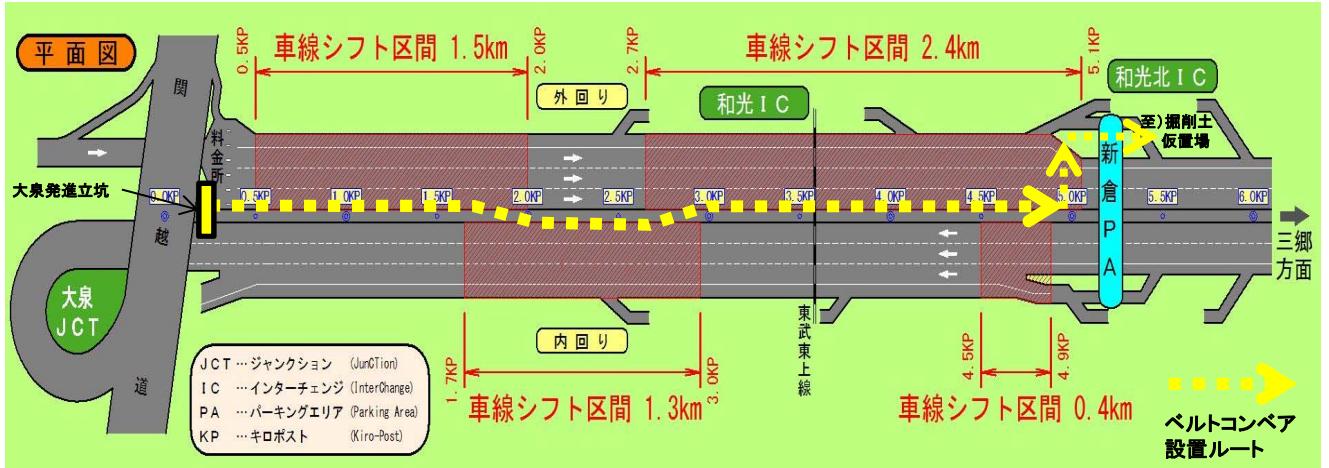 平面図
関
越
道
料金所
大泉発進立坑
0.5KP
車線シフト区間 1.5km
2.0KP
2.7KP
車線シフト区間 2.4km
5.1KP
外回り
和光IC
和光北IC
至)掘削土
仮置場
新倉PA
0.0KP
0.5KP
1.0KP
1.5KP
2.0KP
2.5KP
3.0KP
3.5KP
4.0KP
4.5KP
5.0KP
5.5KP
6.0KP
三郷
方面
大泉
JCT
内回り
東武東上線
1.7KP
車線シフト区間 1.3km
3.0KP
4.5KP
車線シフト区間 0.4km
4.9KP
JCT…ジャンクション (JunCTion)
IC …インターチェンジ (InterChange)
PA …パーキングエリア (Parking Area)
KP …キロポスト (Kiro-Post)
ベルトコンベア
設置ルート